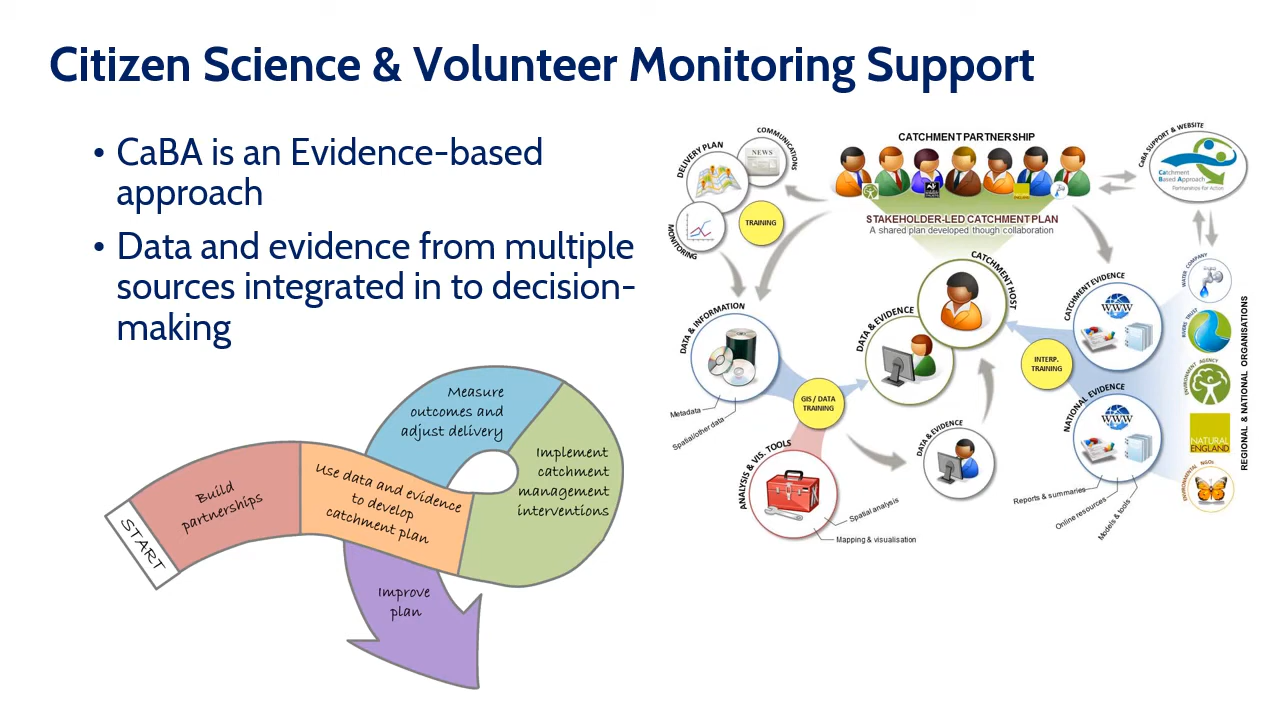 Citizen Science & Volunteer Monitoring Support
• CaBA is an Evidence-based
approach
• Data and evidence from multiple
sources integrated in to decision-
making
START
Build
partnerships
Use data and evidence
to develop
catchment plan
Measure
outcomes and
adjust delivery
Implement
catchment
management
interventions
Improve
plan
CATCHMENT PARTNERSHIP
STAKEHOLDER-LED CATCHMENT PLAN
A shared plan developed though collaboration
COMMUNICATIONS
NEWS
DELIVERY PLAN
MONITORING
TRAINING
CaBA SUPPORT & WEBSITE
Catchment
Based Approach
Partnerships for Action
DATA & INFORMATION
Metadata
Spatial/other data
GIS / DATA
TRAINING
ANALYSIS & VIS. TOOLS
Spatial analysis
Mapping & visualisation
DATA & EVIDENCE
CATCHMENT HOST
DATA & EVIDENCE
INTERP.
TRAINING
CATCHMENT EVIDENCE
WWW
NATIONAL EVIDENCE
WWW
Reports & summaries
Online resources
Models & tools
WATER COMPANY
RIVERS TRUST
ENVIRONMENT AGENCY
NATURAL
ENGLAND
ENVIRONMENTAL NGOs
REGIONAL & NATIONAL ORGANISATIONS